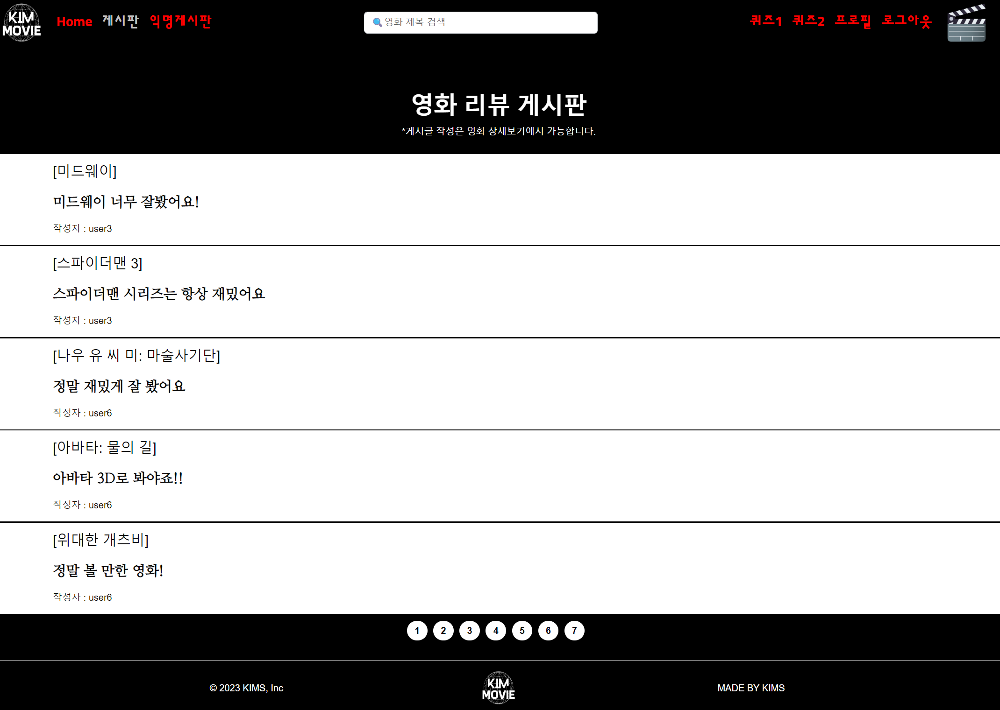 KIM MOVIE Home 게시판 익명게시판 영화 제목 검색 퀴즈1 퀴즈2 프로필 로그아웃
영화 리뷰 게시판
*게시글 작성은 영화 상세보기에서 가능합니다.
[미드웨이]
미드웨이 너무 잘봤어요!
작성자 : user3
[스파이더맨 3]
스파이더맨 시리즈는 항상 재밌어요
작성자 : user3
[나우 유 씨 미: 마술사기단]
정말 재밌게 잘 봤어요
작성자 : user6
[아바타: 물의 길]
아바타 3D로 봐야죠!!
작성자 : user6
[위대한 개츠비]
정말 볼 만한 영화!
작성자 : user6
1 2 3 4 5 6 7
© 2023 KIMS, Inc KIM MOVIE MADE BY KIMS